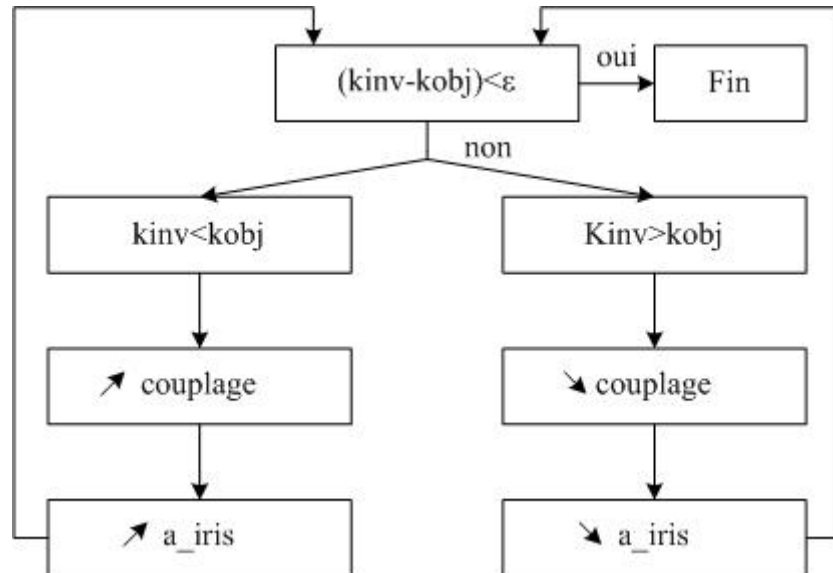 (kinv-kobj)<ε
oui
Fin
non
kinv<kobj
Kinv>kobj
↗ couplage
↘ couplage
↗ a_iris
↘ a_iris